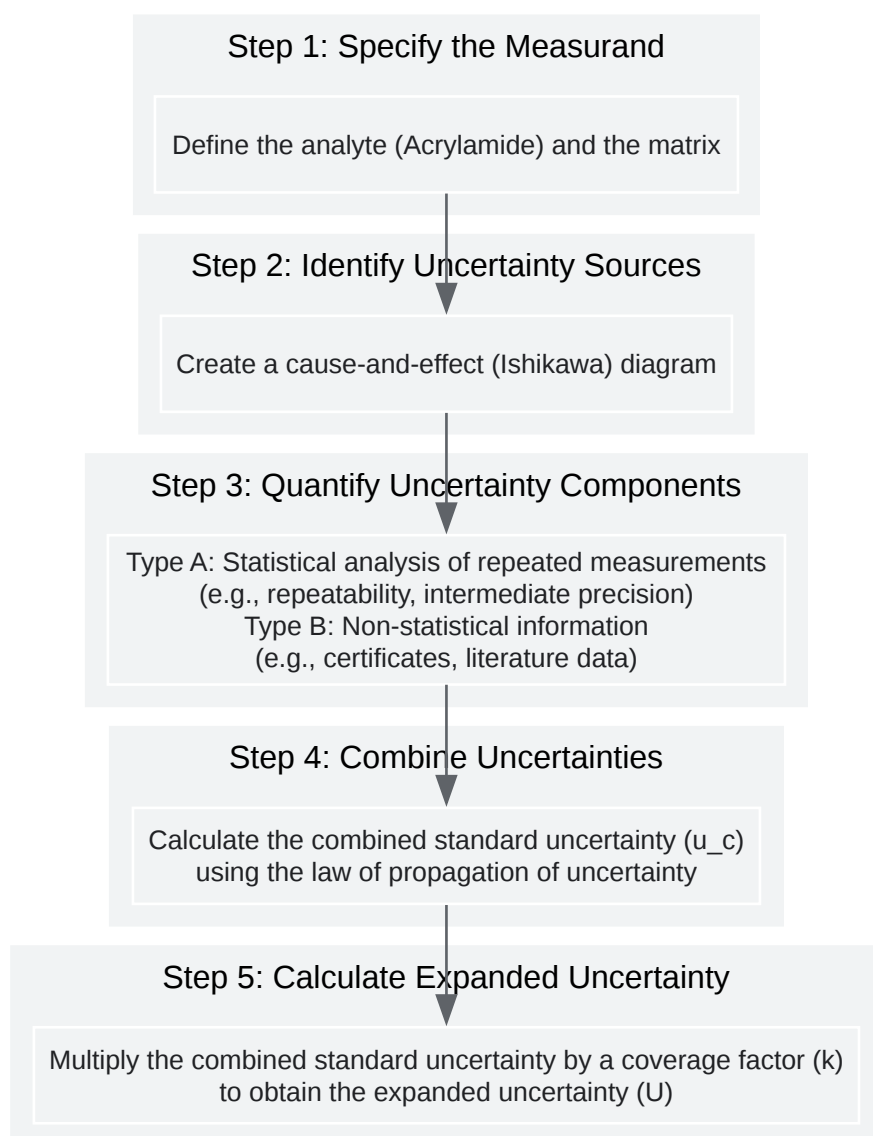 Step 1: Specify the Measurand
Define the analyte (Acrylamide) and the matrix
Step 2: Identify Uncertainty Sources
Create a cause-and-effect (Ishikawa) diagram
Step 3: Quantify Uncertainty Components
Type A: Statistical analysis of repeated measurements
(e.g., repeatability, intermediate precision)
Type B: Non-statistical information
(e.g., certificates, literature data)
Step 4: Combine Uncertainties
Calculate the combined standard uncertainty (u_c)
using the law of propagation of uncertainty
Step 5: Calculate Expanded Uncertainty
Multiply the combined standard uncertainty by a coverage factor (k)
to obtain the expanded uncertainty (U)